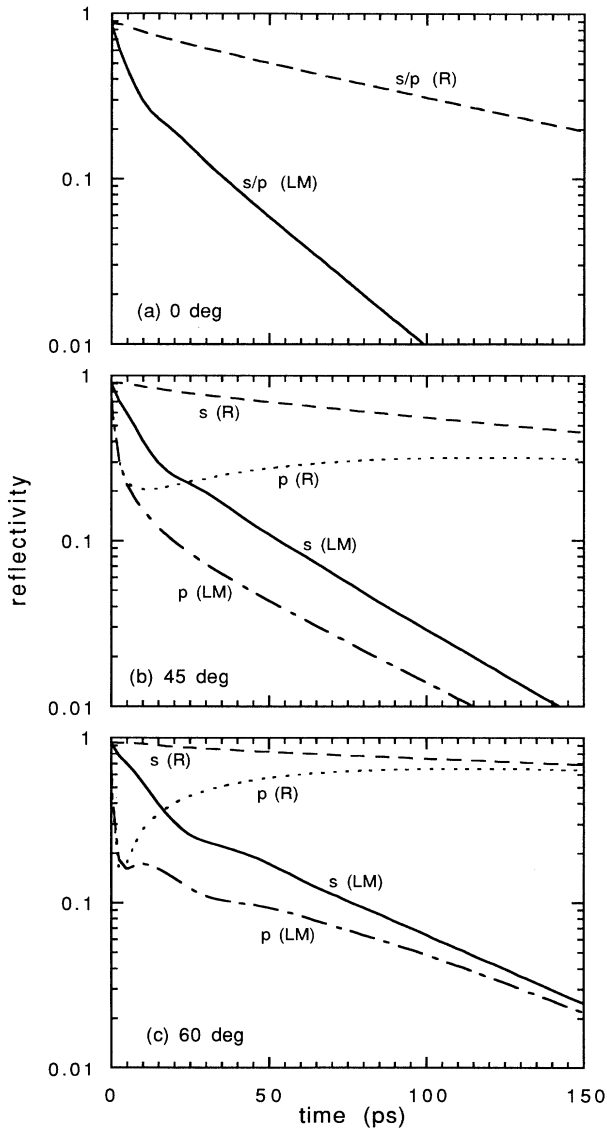 1
s/p (R)
0.1
s/p (LM)
(a) 0 deg
0.01
1
s (R)
p (R)
0.1
s (LM)
p (LM)
(b) 45 deg
0.01
reflectivity
1
s (R)
p (R)
s (LM)
0.1
p (LM)
(c) 60 deg
0.01
0 50 100 150
time (ps)